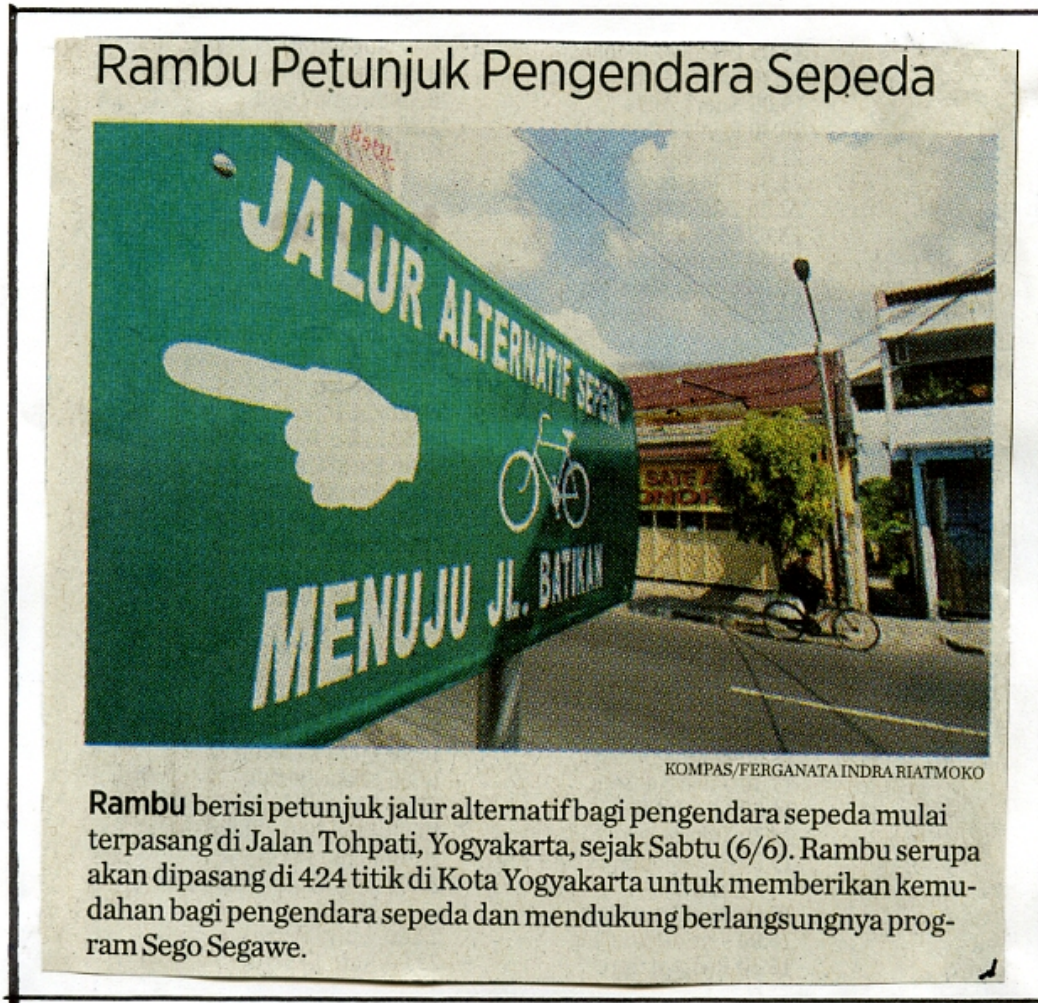 Rambu Petunjuk Pengendara Sepeda
Batik
JALUR ALTERNATIF SEPEDA
MENUJU JL. BATIKAN
SATE
KOMPAS/FERGANATA INDRA RIATMOKO
Rambu berisi petunjuk jalur alternatif bagi pengendara sepeda mulai
terpasang di Jalan Tohpati, Yogyakarta, sejak Sabtu (6/6). Rambu serupa
akan dipasang di 424 titik di Kota Yogyakarta untuk memberikan kemu-
dahan bagi pengendara sepeda dan mendukung berlangsungnya prog-
ram Sego Segawe.